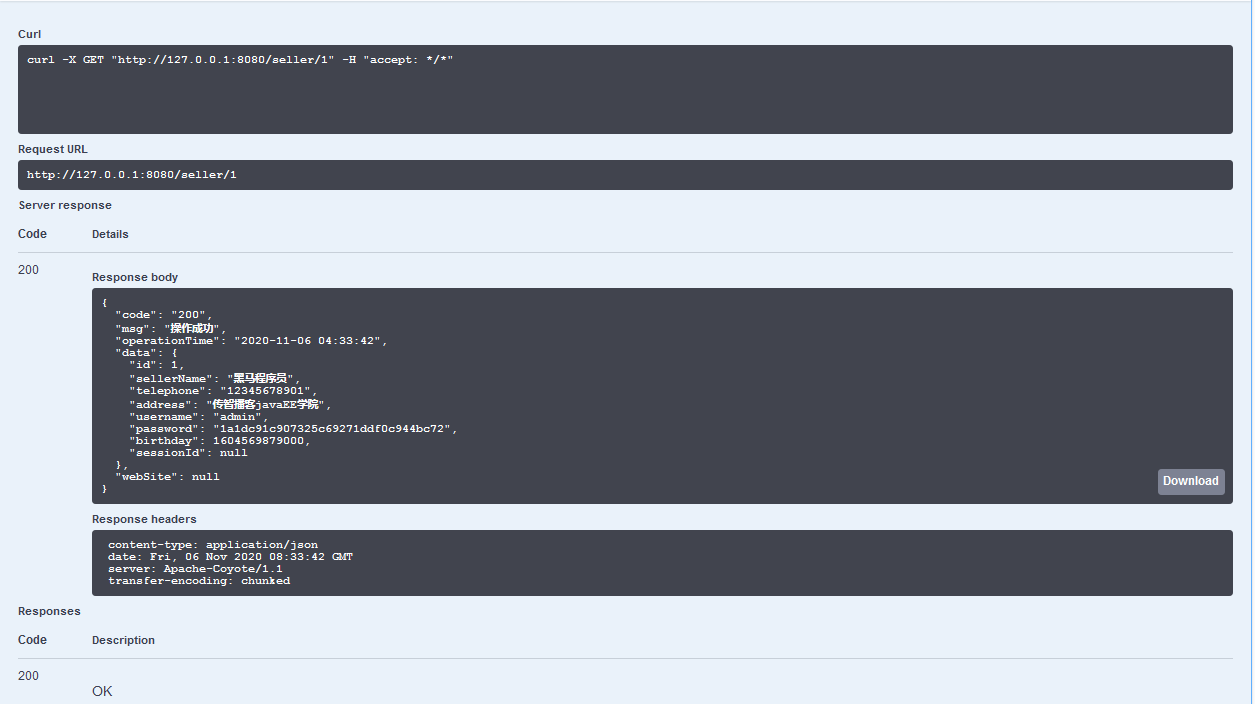 Curl
curl -X GET "http://127.0.0.1:8080/seller/1" -H "accept: */*"
Request URL
http://127.0.0.1:8080/seller/1
Server response
Code Details
200
Response body
{
  "code": "200",
  "msg": "操作成功",
  "operationTime": "2020-11-06 04:33:42",
  "data": {
    "id": 1,
    "sellerName": "黑马程序员",
    "telephone": "12345678901",
    "address": "传智播客javaEE学院",
    "username": "admin",
    "password": "1a1dc91c907325c69271ddf0c944bc72",
    "birthday": 1604569879000,
    "sessionId": null
  },
  "webSite": null
}
Download
Response headers
content-type: application/json
date: Fri, 06 Nov 2020 08:33:42 GMT
server: Apache-Coyote/1.1
transfer-encoding: chunked
Responses
Code Description
200
OK